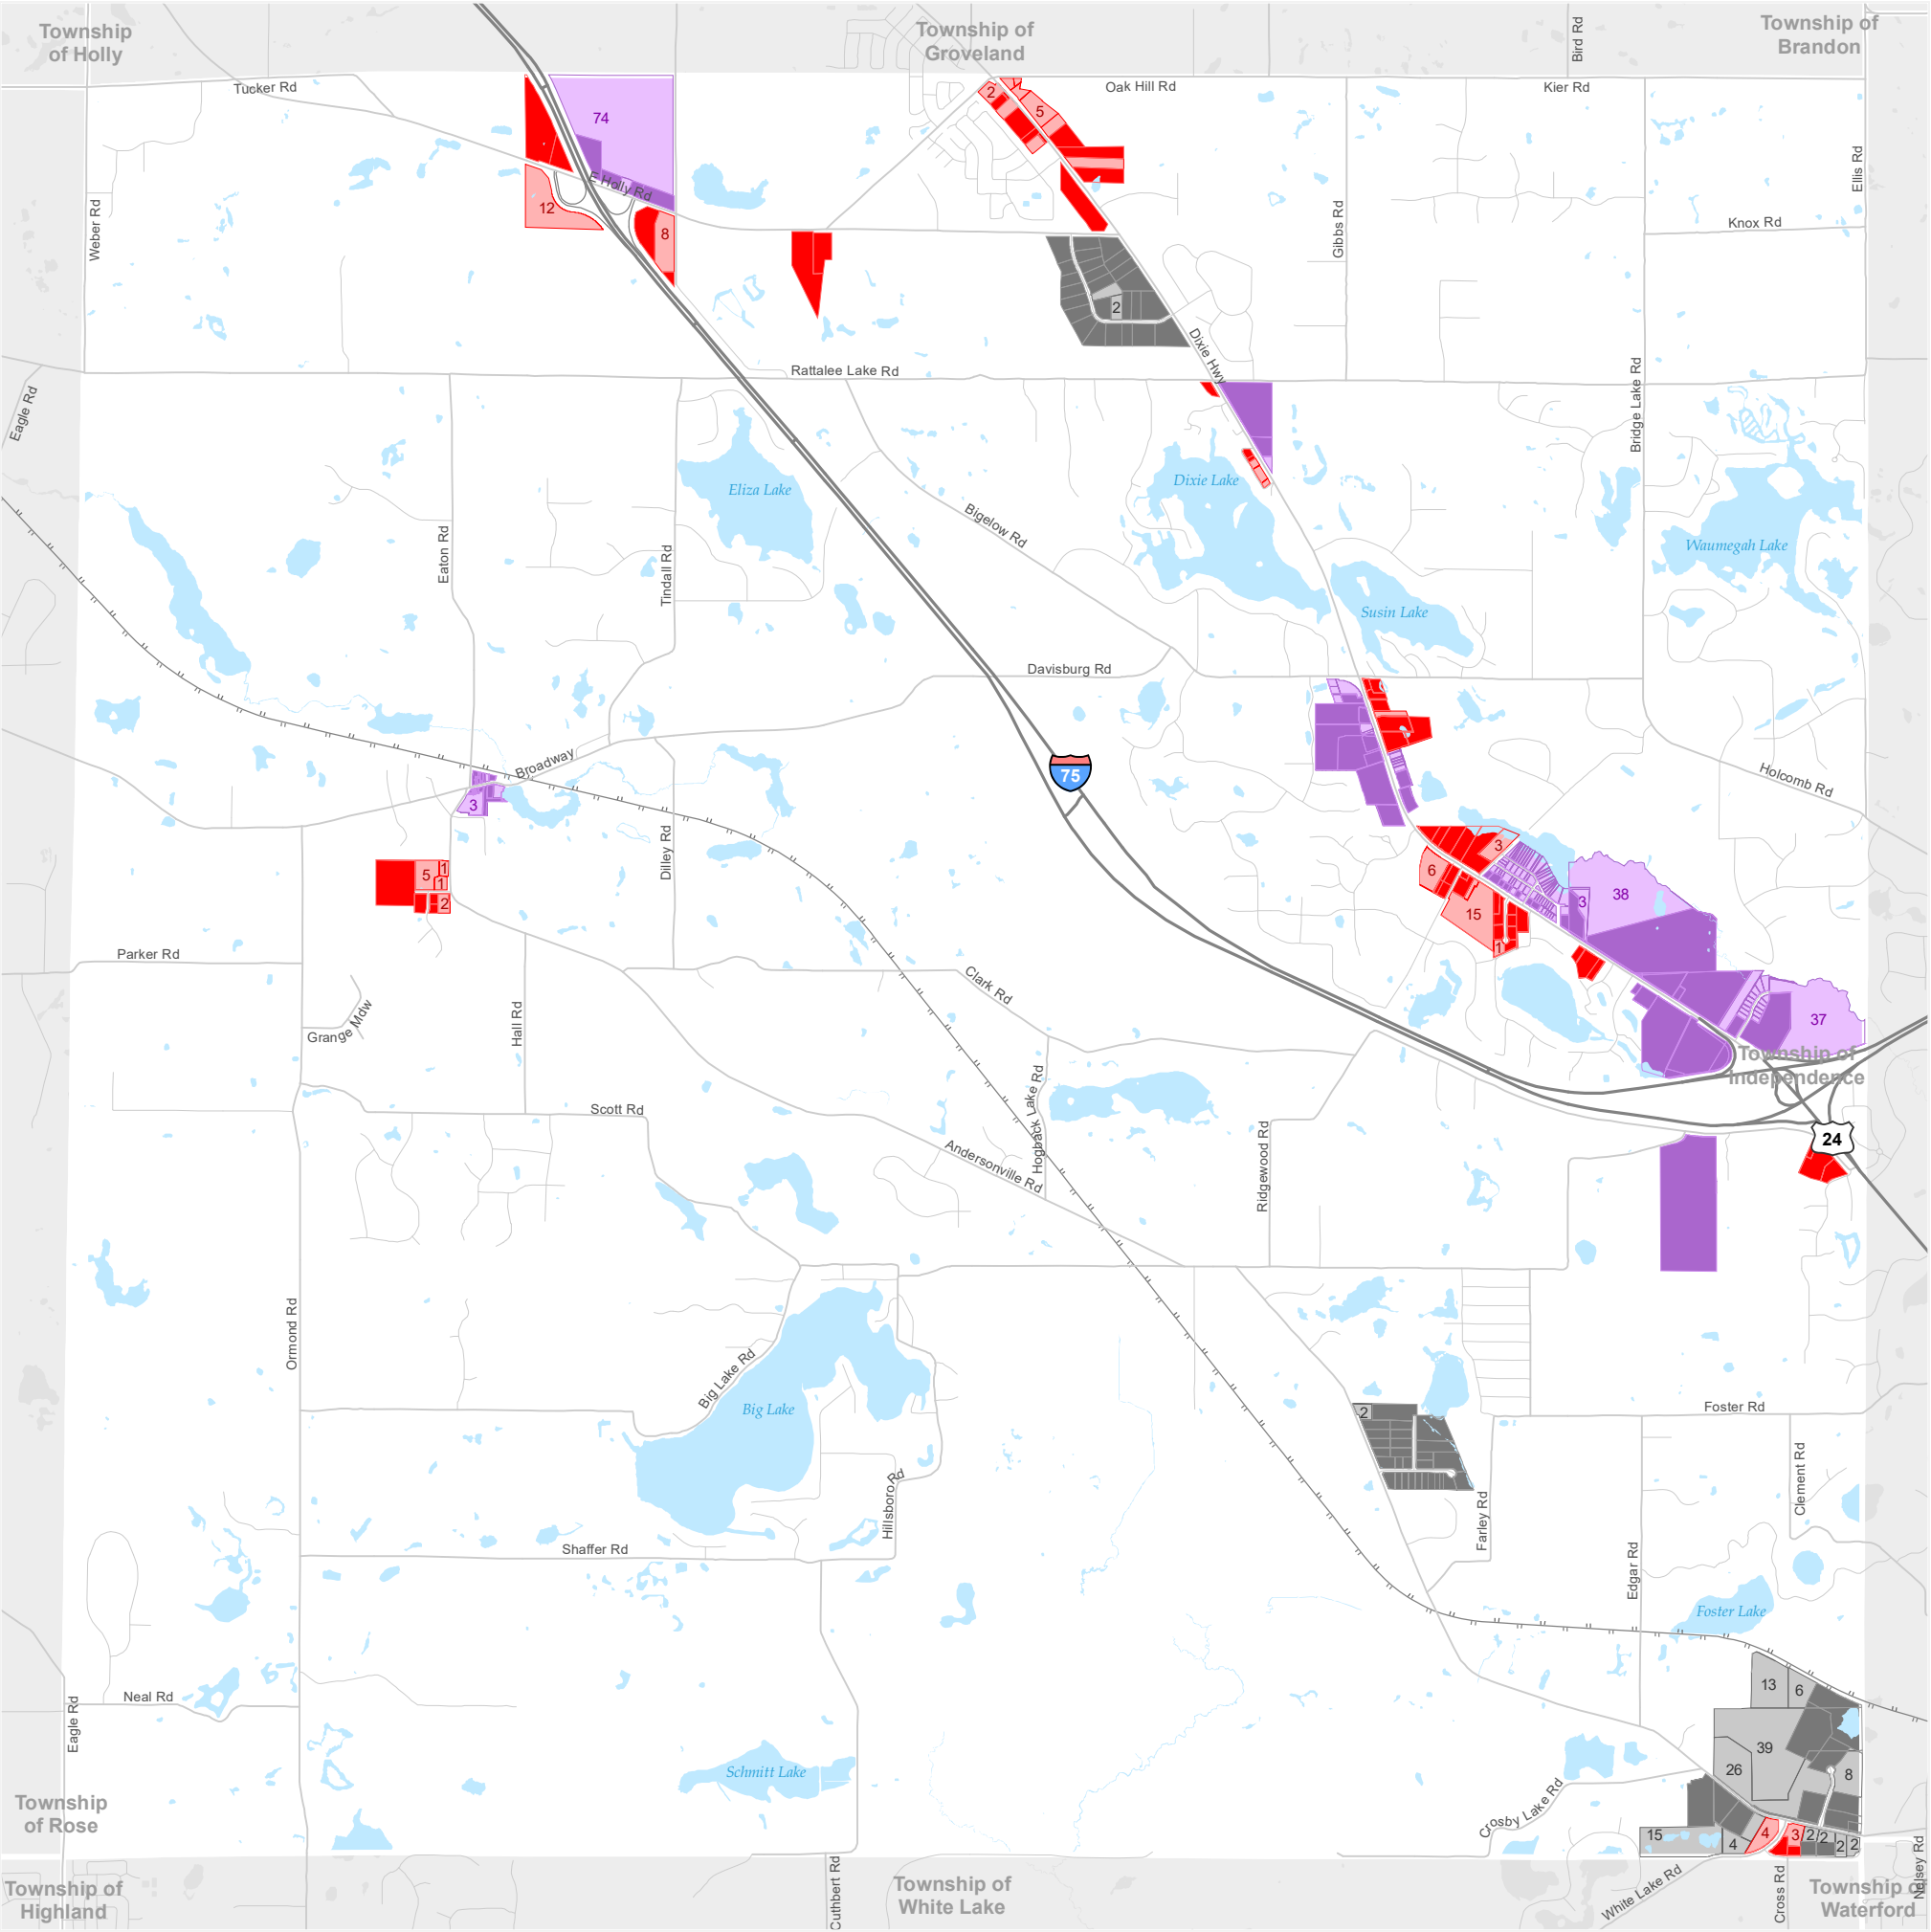 Township
of Holly
Township of
Groveland
Township of
Brandon
Bird Rd
Tucker Rd
Oak Hill Rd
Kier Rd
74
2
5
Ellis Rd
E Holly Rd
12
8
Weber Rd
Gibbs Rd
Knox Rd
2
Dixie Hwy
Rattalee Lake Rd
Eagle Rd
Bridge Lake Rd
Eliza Lake
Dixie Lake
Bigelow Rd
Waumegah Lake
Eaton Rd
Tindall Rd
Susin Lake
Davisburg Rd
Broadway
75
Holcomb Rd
3
Dilley Rd
3
6
5
1
1
2
38
3
15
1
Parker Rd
Clark Rd
Grange Mdw
Hall Rd
37
Township of
Independence
Scott Rd
Hogback Lake Rd
24
Andersonville Rd
Ridgewood Rd
Ormond Rd
Big Lake Rd
Big Lake
2
Foster Rd
Clement Rd
Hillsboro Rd
Farley Rd
Shaffer Rd
Edgar Rd
Foster Lake
13
6
Neal Rd
Eagle Rd
39
26
8
Schmitt Lake
Township
of Rose
Crosby Lake Rd
15
4
4
3
2
2
2
2
Township of
Highland
Cuthbert Rd
Township of
White Lake
White Lake Rd
Cross Rd
Township of
Waterford
Nelsey Rd